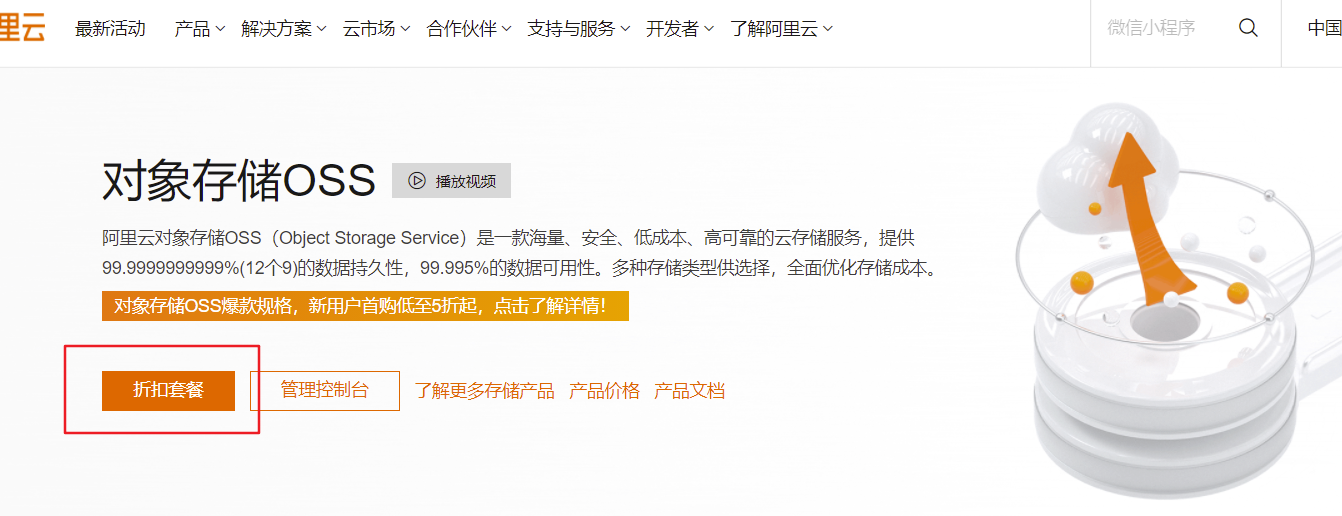 里云 最新活动 产品 解决方案 云市场 合作伙伴 支持与服务 开发者 了解阿里云 微信小程序 中国
对象存储OSS 播放视频
阿里云对象存储OSS（Object Storage Service）是一款海量、安全、低成本、高可靠的云存储服务，提供
99.9999999999%(12个9)的数据持久性，99.995%的数据可用性。多种存储类型供选择，全面优化存储成本。
对象存储OSS爆款规格，新用户首购低至5折起，点击了解详情！
折扣套餐 管理控制台 了解更多存储产品 产品价格 产品文档